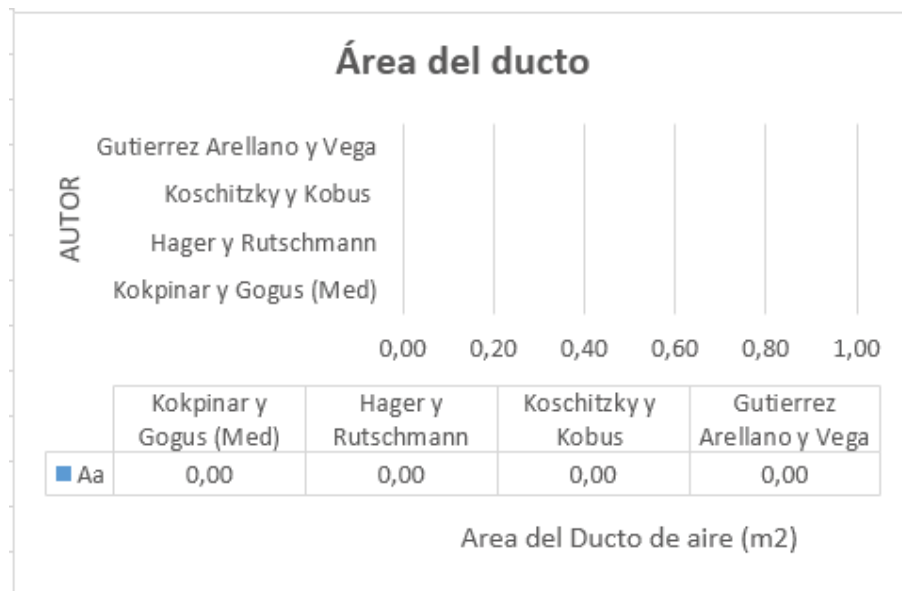 Área del ducto
AUTOR
Gutierrez Arellano y Vega
Koschitzky y Kobus
Hager y Rutschmann
Kokpinar y Gogus (Med)
0,00 0,20 0,40 0,60 0,80 1,00
Kokpinar y Gogus (Med)
Hager y Rutschmann
Koschitzky y Kobus
Gutierrez Arellano y Vega
Aa 0,00 0,00 0,00 0,00
Area del Ducto de aire (m2)